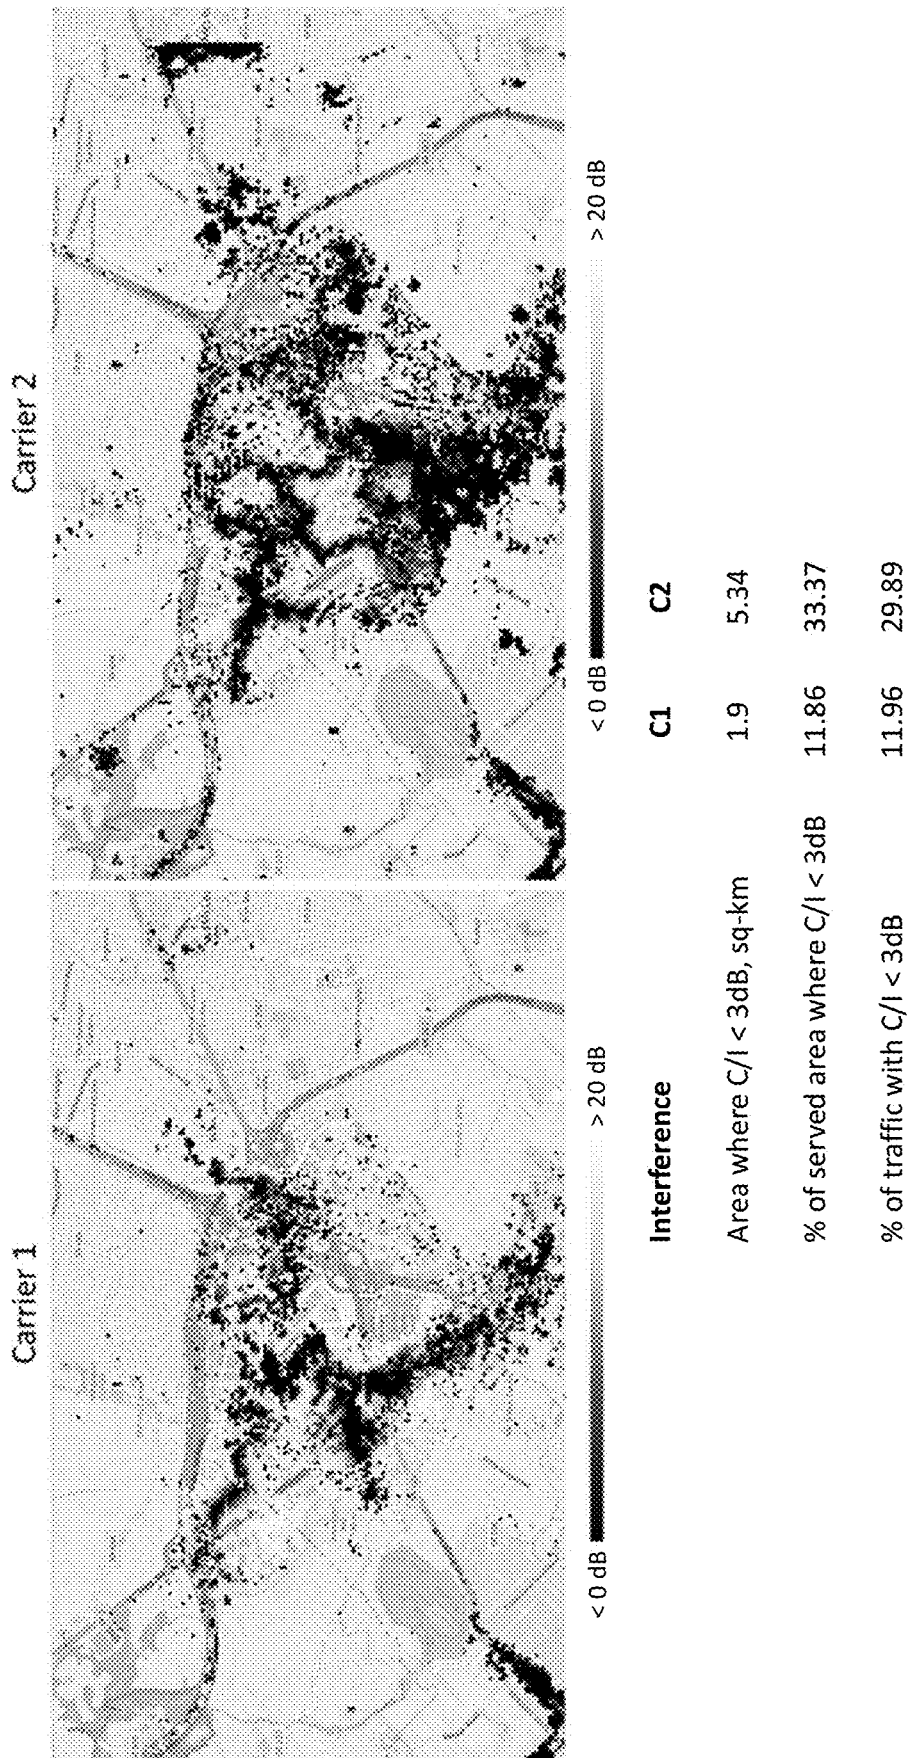 Carrier 1
Carrier 2
< 0 dB > 20 dB
< 0 dB > 20 dB
Interference C1 C2
Area where C/I < 3dB, sq-km 1.9 5.34
% of served area where C/I < 3dB 11.86 33.37
% of traffic with C/I < 3dB 11.96 29.89